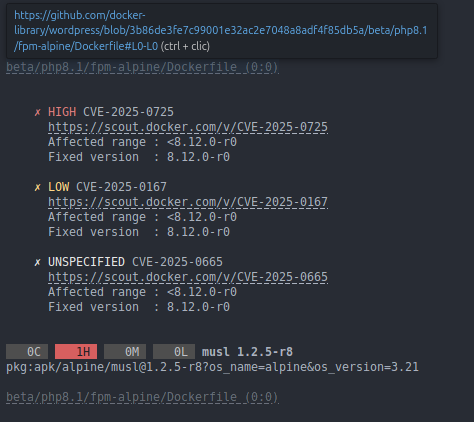 https://github.com/docker-
library/wordpress/blob/3b86de3fe7c99001e32ac2e7048a8adf4f85db5a/beta/php8.1
/fpm-alpine/Dockerfile#L0-L0 (ctrl + clic)
beta/php8.1/fpm-alpine/Dockerfile (0:0)
✗ HIGH CVE-2025-0725
https://scout.docker.com/v/CVE-2025-0725
Affected range : <8.12.0-r0
Fixed version  : 8.12.0-r0
✗ LOW CVE-2025-0167
https://scout.docker.com/v/CVE-2025-0167
Affected range : <8.12.0-r0
Fixed version  : 8.12.0-r0
✗ UNSPECIFIED CVE-2025-0665
https://scout.docker.com/v/CVE-2025-0665
Affected range : <8.12.0-r0
Fixed version  : 8.12.0-r0
0C 1H 0M 0L musl 1.2.5-r8
pkg:apk/alpine/musl@1.2.5-r8?os_name=alpine&os_version=3.21
beta/php8.1/fpm-alpine/Dockerfile (0:0)